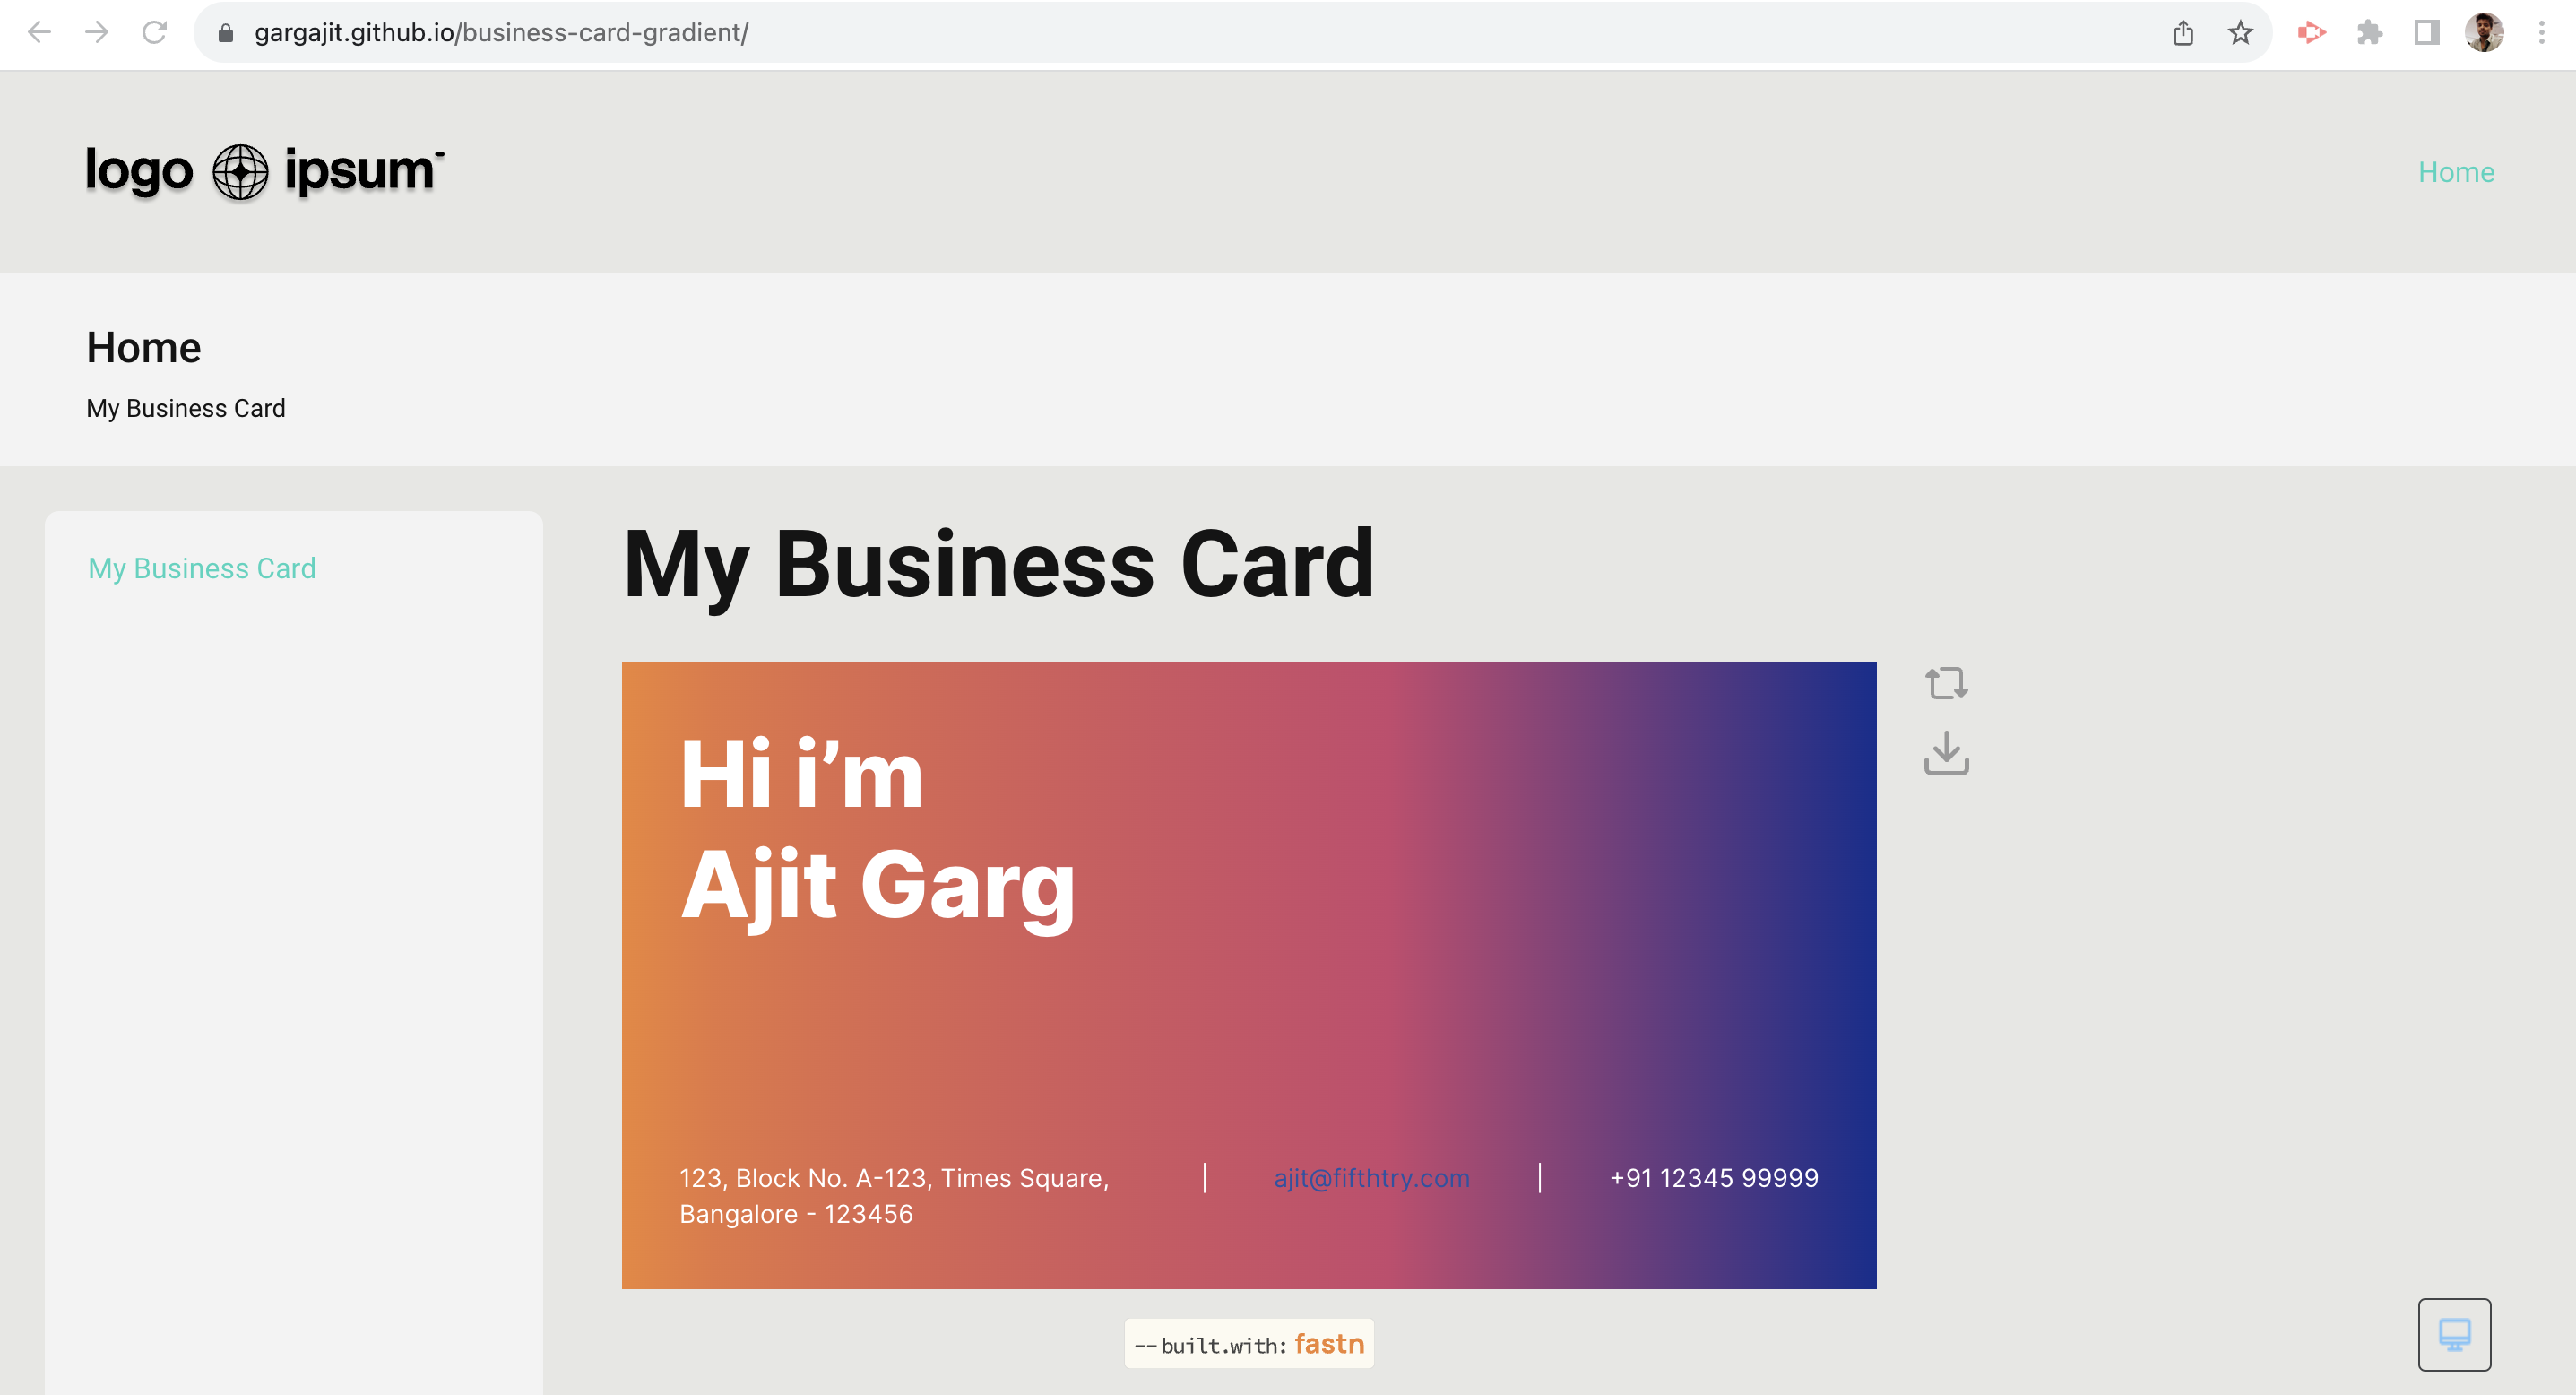 gargajit.github.io/business-card-gradient/
logo ipsum
Home
Home
My Business Card
My Business Card
My Business Card
Hi i’m
Ajit Garg
123, Block No. A-123, Times Square,
Bangalore - 123456
ajit@fifthtry.com
+91 12345 99999
-- built.with: fastn